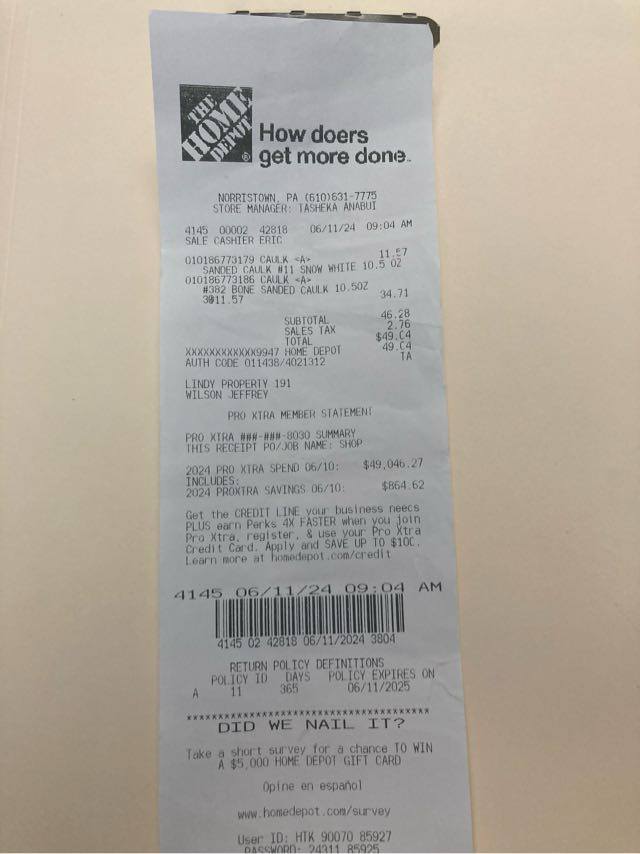 THE HOME DEPOT®
How doers
get more done.
NORRISTOWN, PA (610)631-7775
STORE MANAGER: TASHEKA ANABUI
4145 00002 42818 06/11/24 09:04 AM
SALE CASHIER ERIC
010186773179 CAULK <A> 11.57
SANDED CAULK #11 SNOW WHITE 10.5 OZ
010186773186 CAULK <A>
#382 BONE SANDED CAULK 10.5OZ
3@11.57 34.71
SUBTOTAL 46.28
SALES TAX 2.76
TOTAL $49.04
XXXXXXXXXXXX9947 HOME DEPOT 49.04
AUTH CODE 011438/4021312 TA
LINDY PROPERTY 191
WILSON JEFFREY
PRO XTRA MEMBER STATEMENT
PRO XTRA ###-###-8030 SUMMARY
THIS RECEIPT PO/JOB NAME: SHOP
2024 PRO XTRA SPEND 06/10: $49,046.27
INCLUDES:
2024 PROXTRA SAVINGS 06/10: $864.62
Get the CREDIT LINE your business needs
PLUS earn Perks 4X FASTER when you join
Pro Xtra, register, & use your Pro Xtra
Credit Card. Apply and SAVE UP TO $100.
Learn more at homedepot.com/credit
4145 06/11/24 09:04 AM
4145 02 42818 06/11/2024 3804
RETURN POLICY DEFINITIONS
POLICY ID DAYS POLICY EXPIRES ON
A 11 365 06/11/2025
****************************************
DID WE NAIL IT?
Take a short survey for a chance TO WIN
A $5,000 HOME DEPOT GIFT CARD
Opine en español
www.homedepot.com/survey
User ID: HTK 90070 85927
PASSWORD: 24311 85925